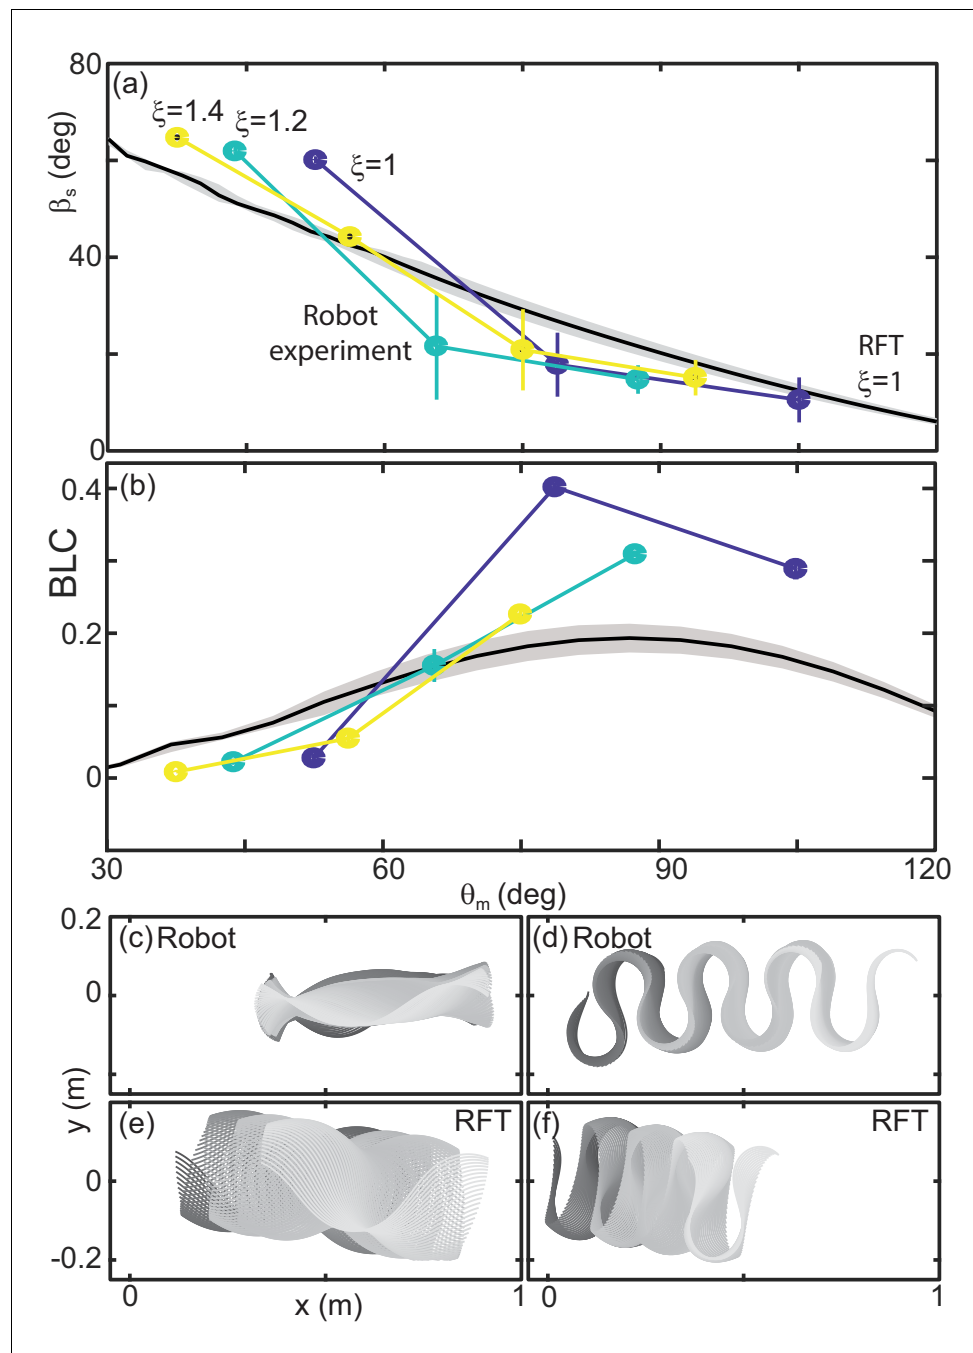 80
(a)
ξ=1.4
ξ=1.2
ξ=1
βs (deg)
40
Robot
experiment
RFT
ξ=1
0
(b)
0.4
BLC
0.2
0
30
60
90
120
θm (deg)
0.2
(c) Robot
(d) Robot
0
y (m)
(e)
RFT
(f)
RFT
0
-0.2
0
1
0
1
x (m)